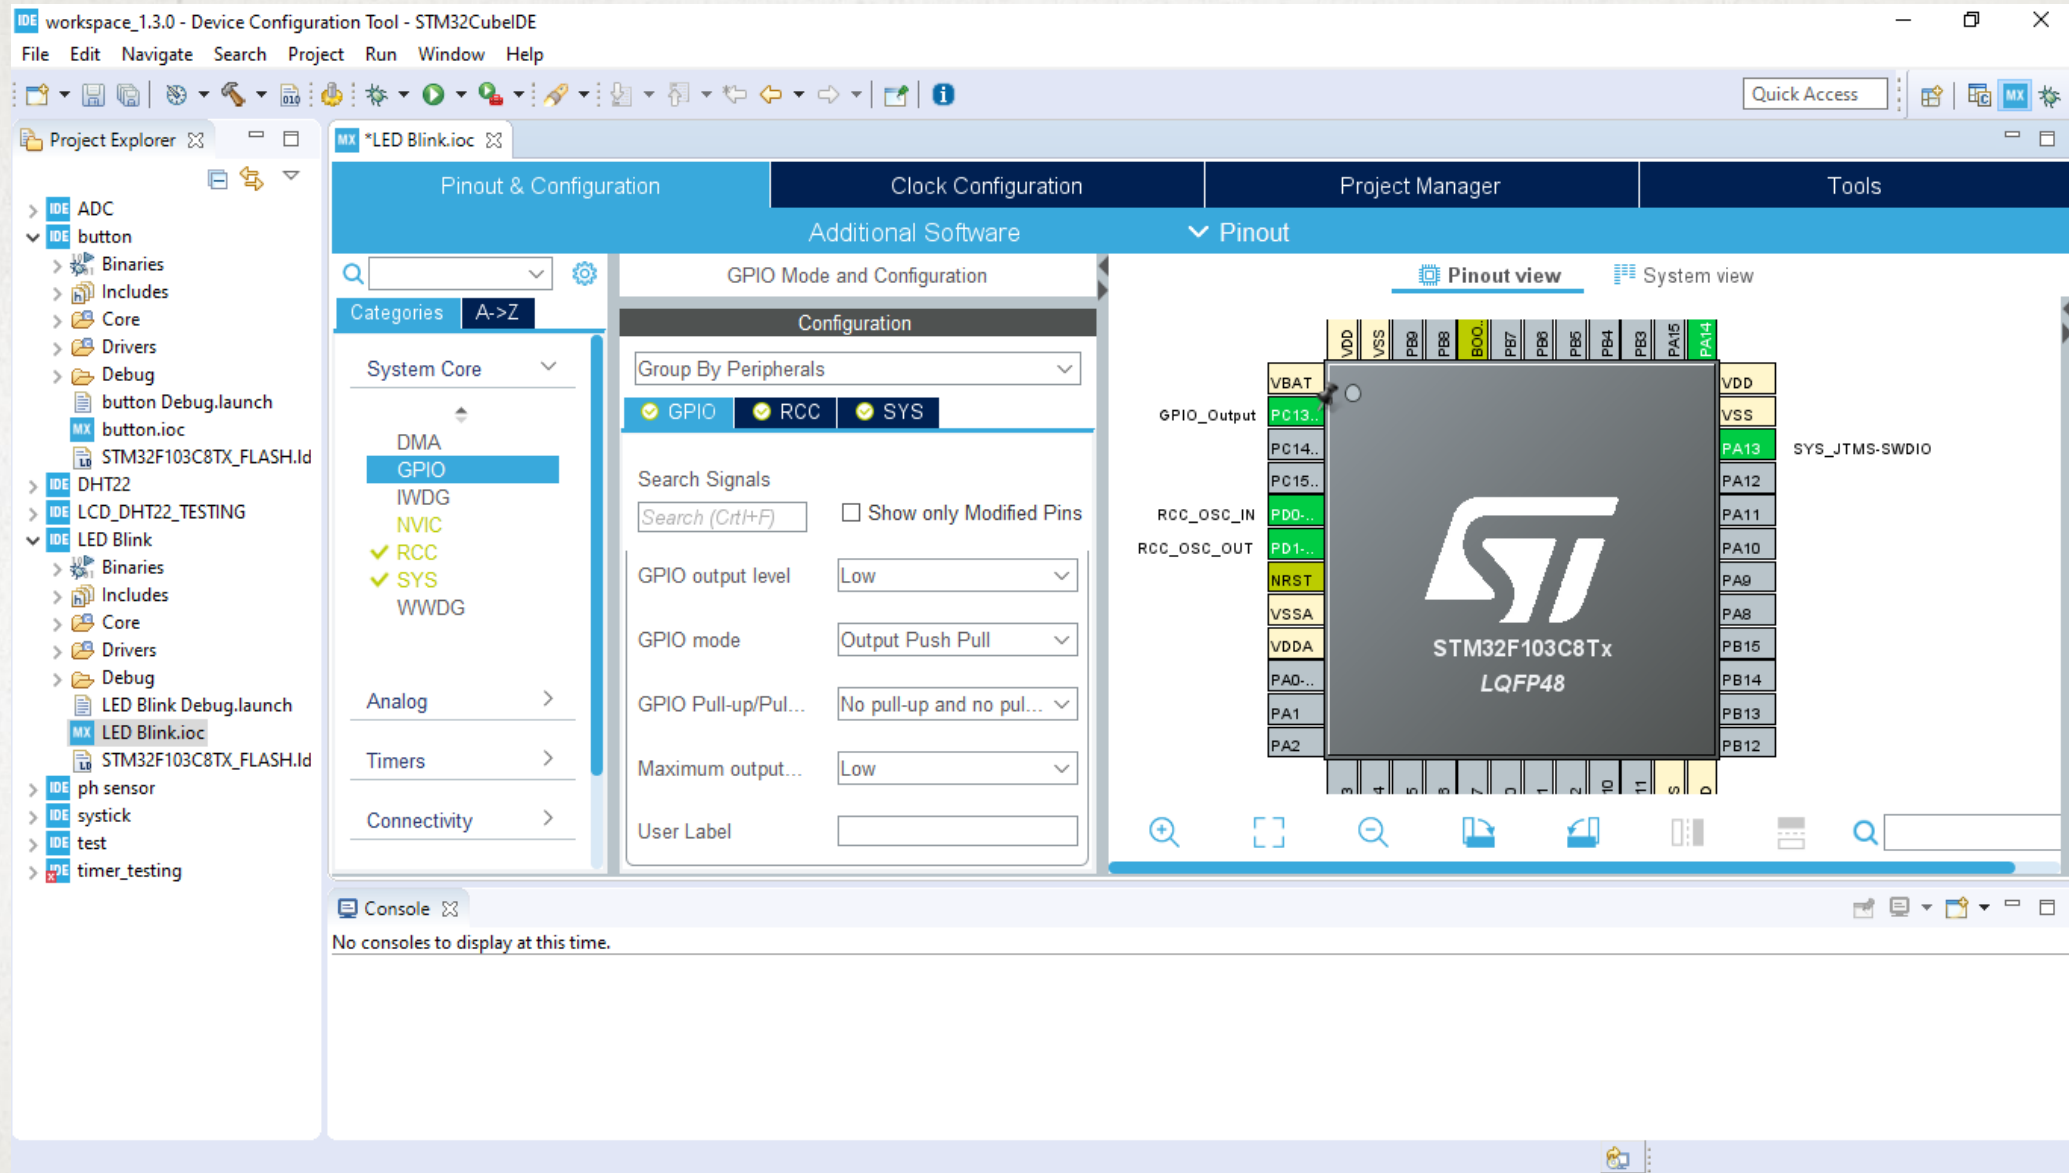 workspace_1.3.0 - Device Configuration Tool - STM32CubeIDE
File Edit Navigate Search Project Run Window Help
Quick Access
Project Explorer
ADC
button
Binaries
Includes
Core
Drivers
Debug
button Debug.launch
button.ioc
STM32F103C8TX_FLASH.ld
DHT22
LCD_DHT22_TESTING
LED Blink
Binaries
Includes
Core
Drivers
Debug
LED Blink Debug.launch
LED Blink.ioc
STM32F103C8TX_FLASH.ld
ph sensor
systick
test
timer_testing
*LED Blink.ioc
Pinout & Configuration Clock Configuration Project Manager Tools
Additional Software Pinout
Categories A->Z
System Core
DMA
GPIO
IWDG
NVIC
RCC
SYS
WWDG
Analog
Timers
Connectivity
GPIO Mode and Configuration
Configuration
Group By Peripherals
GPIO RCC SYS
Search Signals
Search (Crtl+F) Show only Modified Pins
GPIO output level Low
GPIO mode Output Push Pull
GPIO Pull-up/Pul... No pull-up and no pul...
Maximum output... Low
User Label
Pinout view System view
VDD VSS PB9 PB8 BOO.. PB7 PB6 PB5 PB4 PB3 PA15 PA14
VBAT
GPIO_Output PC13..
PC14..
PC15..
RCC_OSC_IN PD0-..
RCC_OSC_OUT PD1-..
NRST
VSSA
VDDA
PA0-..
PA1
PA2
STM32F103C8Tx
LQFP48
VDD
VSS
PA13 SYS_JTMS-SWDIO
PA12
PA11
PA10
PA9
PA8
PB15
PB14
PB13
PB12
Console
No consoles to display at this time.